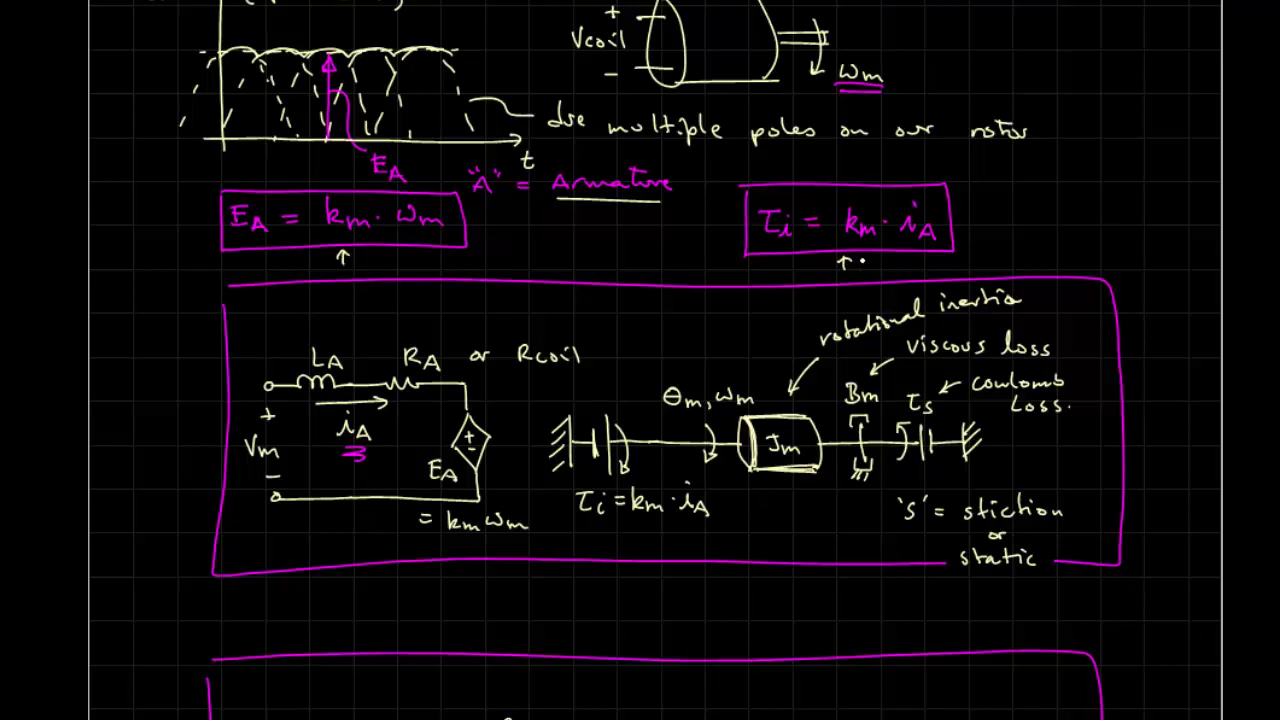 +
Vcoil
−
ωm
due multiple poles on our rotor
t
EA
"A" = Armature
EA = km · ωm
τi = km · iA
↑
↑
rotational inertia
viscous loss
coulomb loss.
LA
RA or Rcoil
+
Vm
−
iA
+
−
EA
= km ωm
θm, ωm
Jm
Bm
τs
τi = km · iA
's' = stiction
or
static